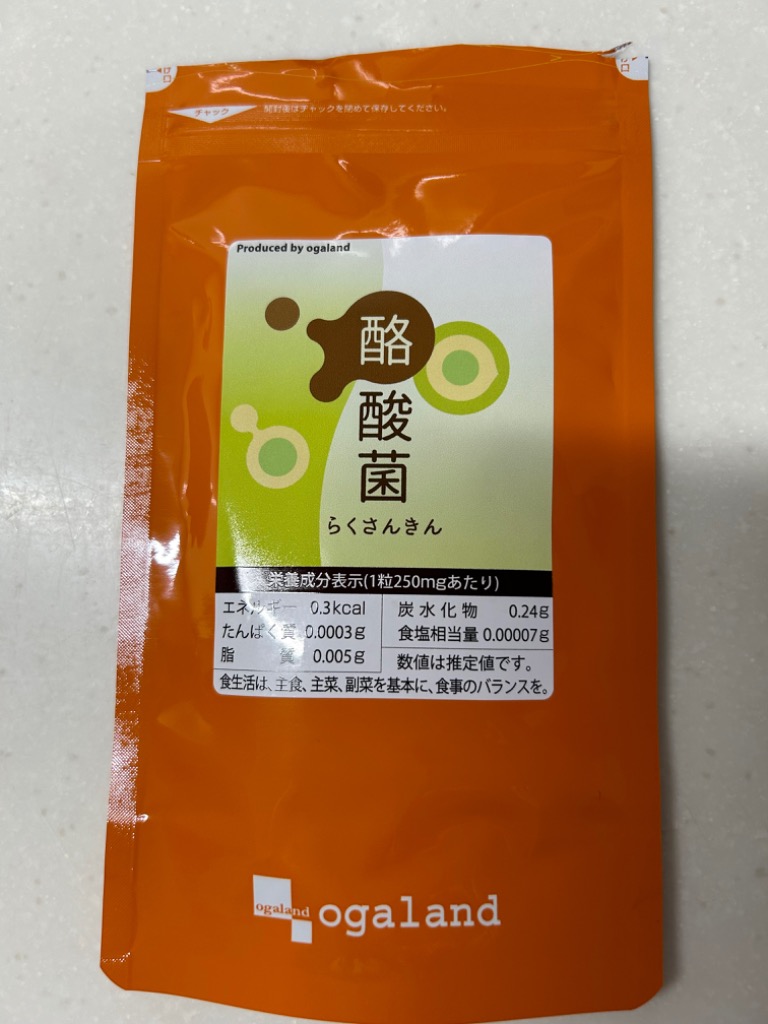 け口
け口
チャック
開封後はチャックを閉めて保存してください。
Produced by ogaland
酪
酸
菌
らくさんきん
栄養成分表示(1粒250mgあたり)
エネルギー 0.3kcal
たんぱく質 0.0003g
脂 質 0.005g
炭水化物 0.24g
食塩相当量 0.00007g
数値は推定値です。
食生活は、主食、主菜、副菜を基本に、食事のバランスを。
ogaland
ogaland